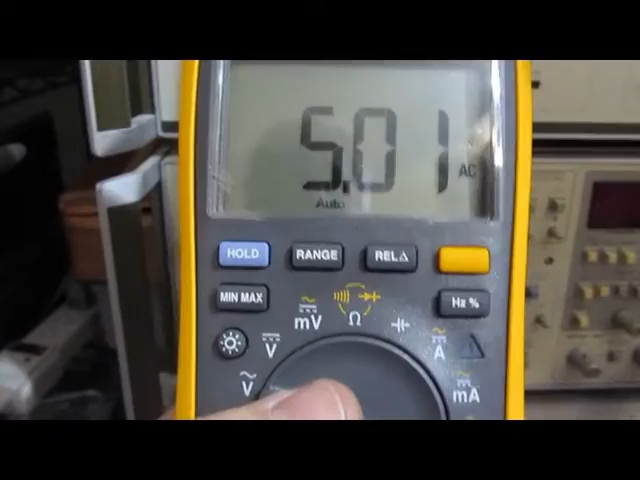 5.01
AC
Auto
HOLD
RANGE
REL△
MIN MAX
Hz %
mV
Ω
V
A
V
mA